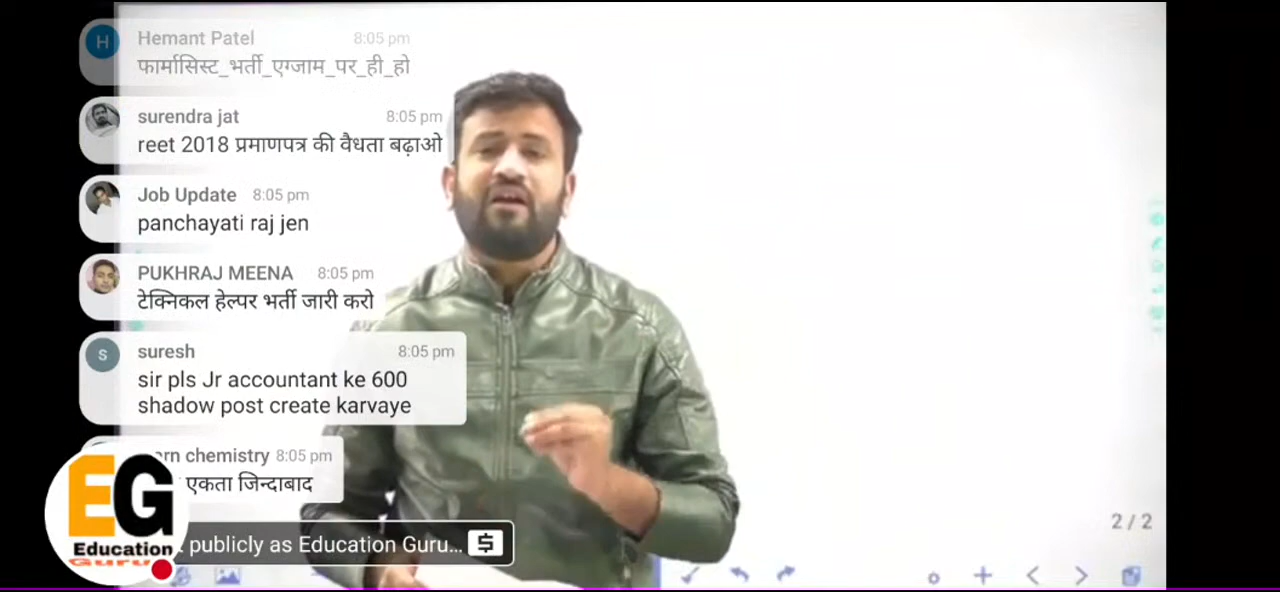 H
Hemant Patel 8:05 pm
फार्मासिस्ट_भर्ती_एग्जाम_पर_ही_हो
surendra jat 8:05 pm
reet 2018 प्रमाणपत्र की वैधता बढ़ाओ
Job Update 8:05 pm
panchayati raj jen
PUKHRAJ MEENA 8:05 pm
टेक्निकल हेल्पर भर्ती जारी करो
S
suresh 8:05 pm
sir pls Jr accountant ke 600
shadow post create karvaye
chemistry 8:05 pm
एकता जिन्दाबाद
EG
Education
Guru
publicly as Education Guru... $
2 / 2